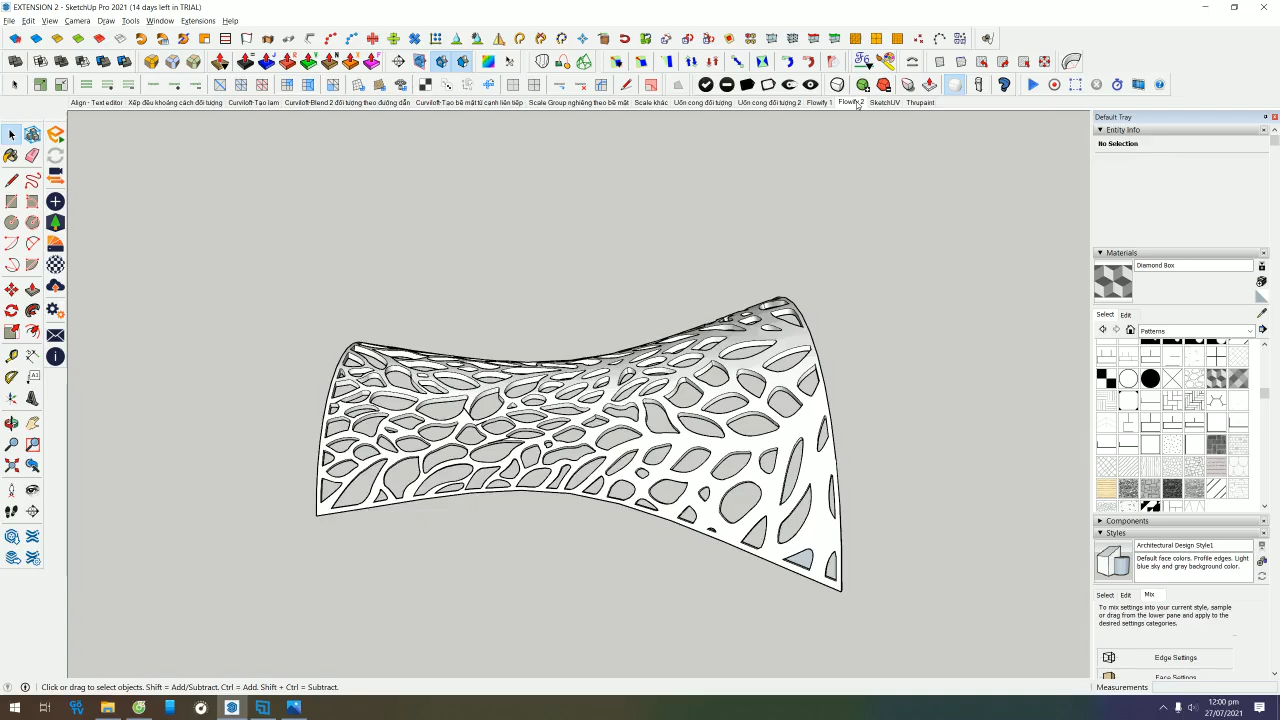 EXTENSION 2 - SketchUp Pro 2021 (14 days left in TRIAL)
File Edit View Camera Draw Tools Window Extensions Help
Align - Text editor Xếp đều khoảng cách đối tượng Curviloft-Tạo lam Curviloft-Blend 2 đối tượng theo đường dẫn Curviloft-Tạo bề mặt từ cạnh liên tiếp Scale Group nghiêng theo bề mặt Scale khác Uốn cong đối tượng Uốn cong đối tượng 2 Flowify 1 Flowify 2 SketchUV Thrupaint
Default Tray
Entity Info
No Selection
Materials
Diamond Box
Select Edit
Patterns
Components
Styles
Architectural Design Style1
Default face colors. Profile edges. Light
blue sky and gray background color.
Select Edit Mix
To mix settings into your current style, sample
or drag from the lower pane and apply to the
desired settings categories.
Edge Settings
Face Settings
Click or drag to select objects. Shift = Add/Subtract. Ctrl = Add. Shift + Ctrl = Subtract.
Measurements
12:00 pm
27/07/2021